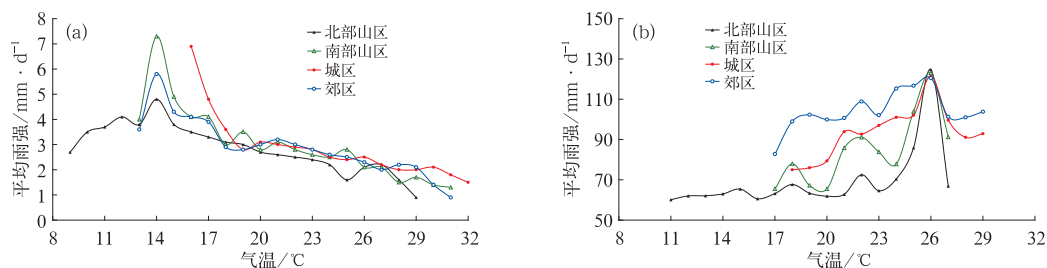 (a)
北部山区
南部山区
城区
郊区
平均雨强/mm·d⁻¹
8
7
6
5
4
3
2
1
0
8 11 14 17 20 23 26 29 32
气温/℃
(b)
北部山区
南部山区
城区
郊区
平均雨强/mm·d⁻¹
150
130
110
90
70
50
8 11 14 17 20 23 26 29 32
气温/℃